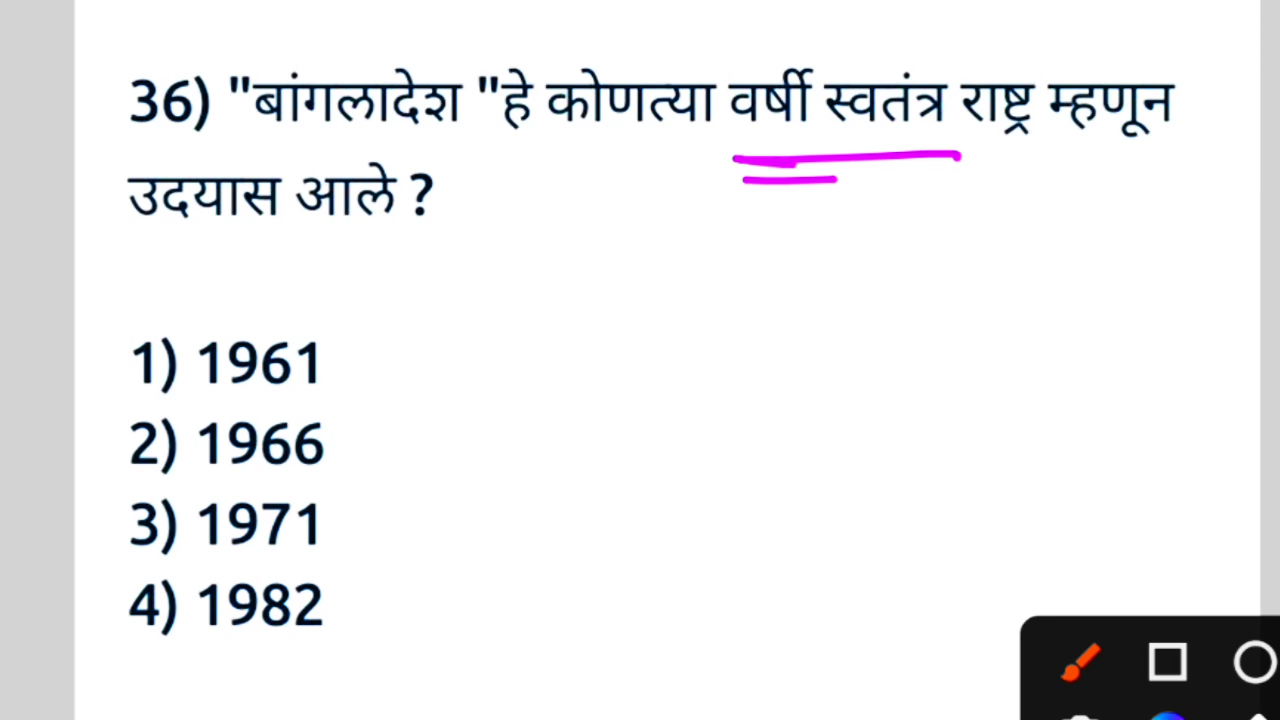 36) "बांगलादेश "हे कोणत्या वर्षी स्वतंत्र राष्ट्र म्हणून
उदयास आले ?
1) 1961
2) 1966
3) 1971
4) 1982